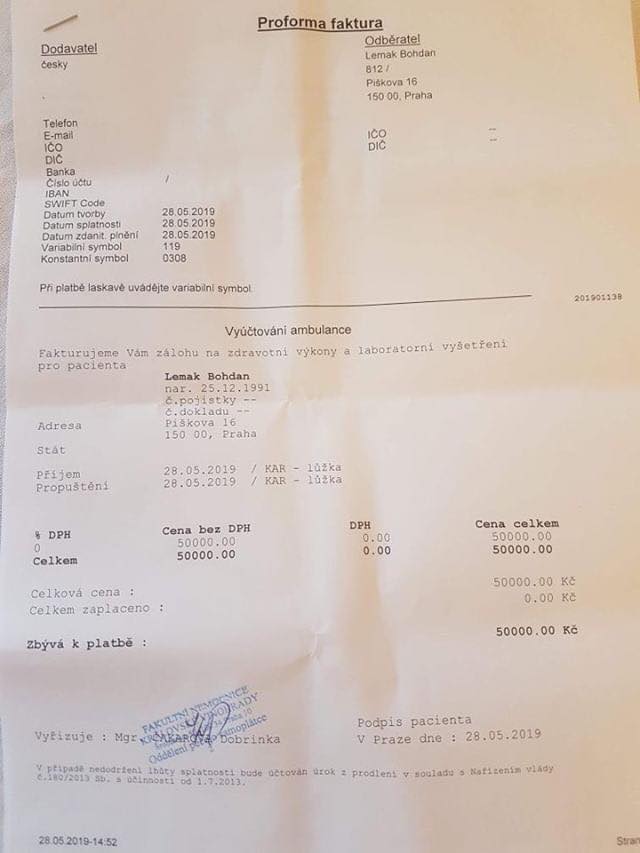 Proforma faktura
Dodavatel
česky
Odběratel
Lemak Bohdan
812 /
Piškova 16
150 00, Praha
Telefon
E-mail
IČO
DIČ
Banka
Číslo účtu /
IBAN
SWIFT Code
IČO --
DIČ --
Datum tvorby 28.05.2019
Datum splatnosti 28.05.2019
Datum zdanit. plnění 28.05.2019
Variabilní symbol 119
Konstantní symbol 0308
Při platbě laskavě uvádějte variabilní symbol.
201901138
Vyúčtování ambulance
Fakturujeme Vám zálohu na zdravotní výkony a laboratorní vyšetření
pro pacienta
Lemak Bohdan
nar. 25.12.1991
č.pojistky --
č.dokladu --
Adresa Piškova 16
150 00, Praha
Stát
Příjem 28.05.2019 / KAR - lůžka
Propuštění 28.05.2019 / KAR - lůžka
% DPH Cena bez DPH DPH Cena celkem
0 50000.00 0.00 50000.00
Celkem 50000.00 0.00 50000.00
Celková cena : 50000.00 Kč
Celkem zaplaceno : 0.00 Kč
Zbývá k platbě : 50000.00 Kč
FAKULTNÍ NEMOCNICE
KRÁLOVSKÉ VINOHRADY
Praha 10
Oddělení samoplátce
Vyřizuje : Mgr. Dobrinka
Podpis pacienta
V Praze dne : 28.05.2019
V případě nedodržení lhůty splatnosti bude účtován úrok z prodlení v souladu s Nařízením vlády
č.180/2013 Sb. s účinností od 1.7.2013.
28.05.2019-14:52